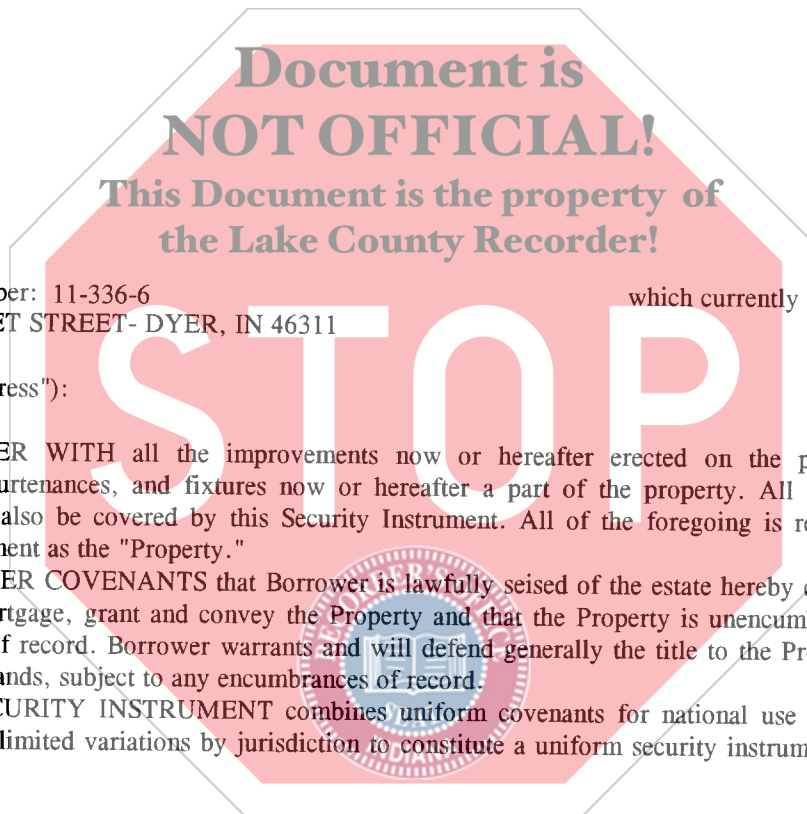 Document is
NOT OFFICIAL!
This Document is the property of
the Lake County Recorder!
ber: 11-336-6 which currently
ET STREET- DYER, IN 46311
ress"):
STOP
ER WITH all the improvements now or hereafter erected on the p
urtenances, and fixtures now or hereafter a part of the property. All
also be covered by this Security Instrument. All of the foregoing is re
ment as the "Property."
ER COVENANTS that Borrower is lawfully seised of the estate hereby c
rtgage, grant and convey the Property and that the Property is unencum
f record. Borrower warrants and will defend generally the title to the Pr
ands, subject to any encumbrances of record.
CURITY INSTRUMENT combines uniform covenants for national use
limited variations by jurisdiction to constitute a uniform security instrum
RECORDER'S OFFICE
SEAL
INDIANA